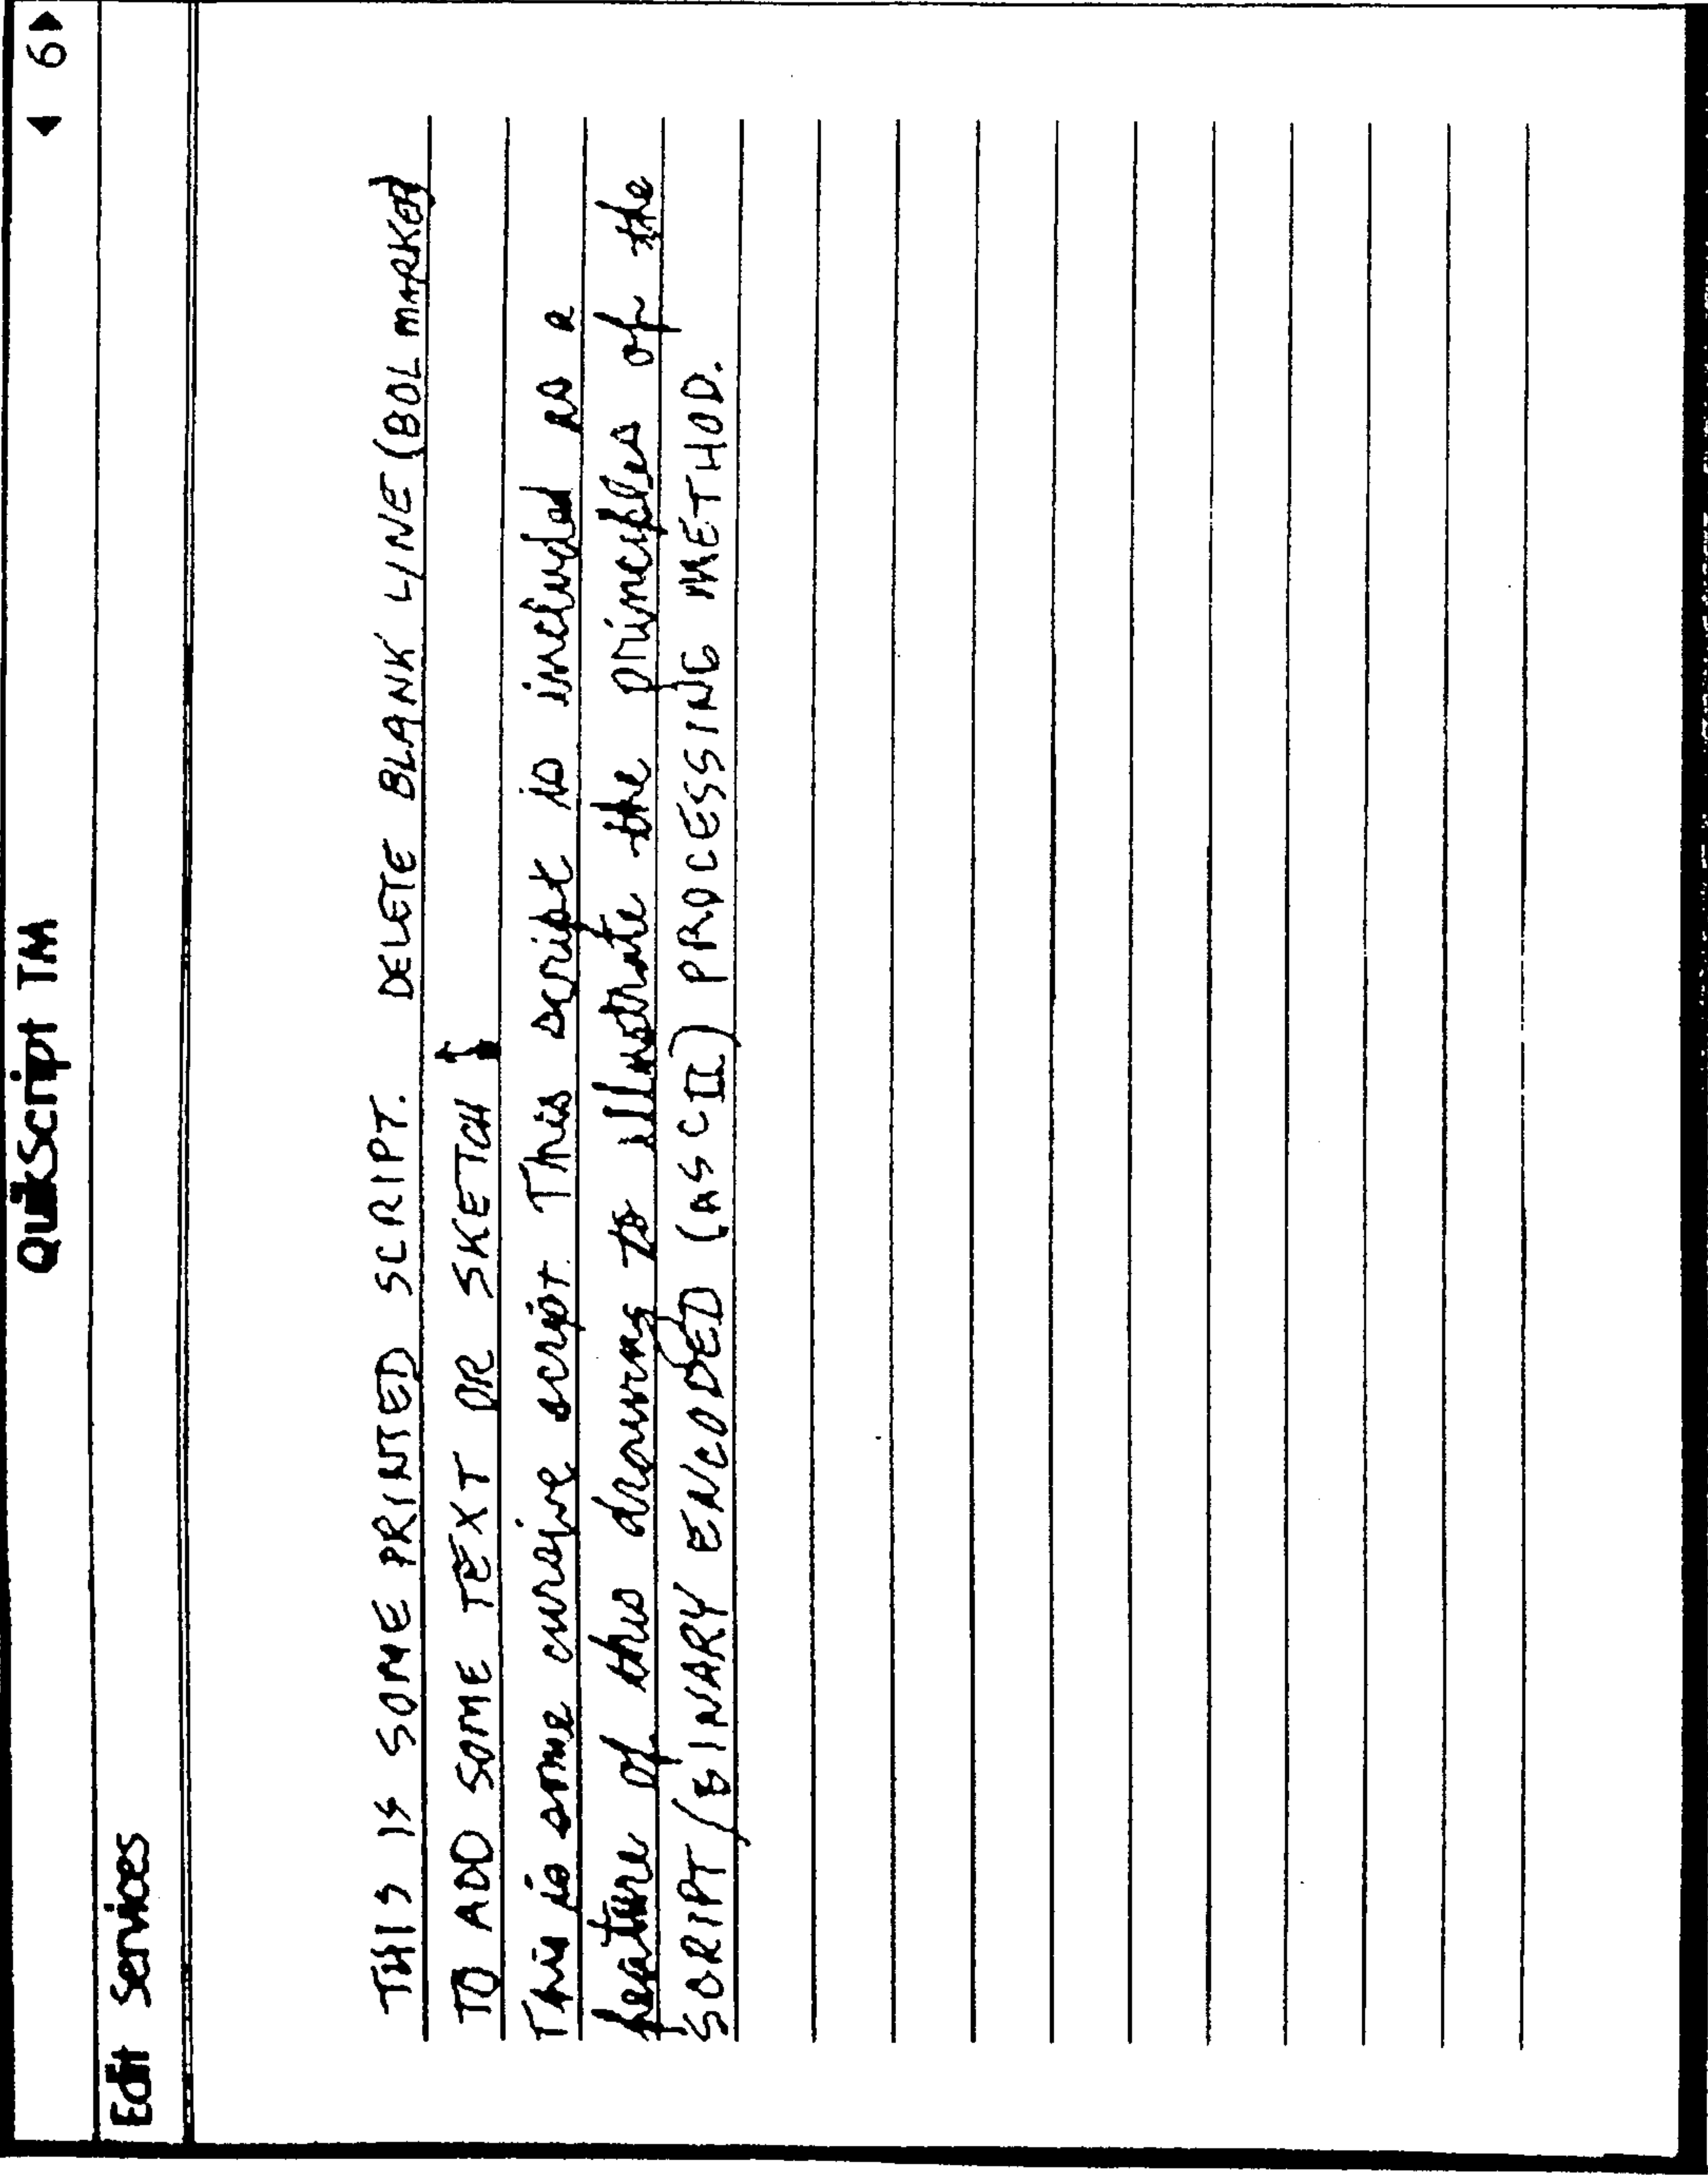 QuikScript TM ◀ 6 ▶
Edit Services
THIS IS SOME PRINTED SCRIPT. DELETE BLANK LINE (BOL MARKER)
TO ADD SOME TEXT OR SKETCH
This is some cursive script. This script is included as a
feature of this drawing to illustrate the principles of the
SCRIPT/BINARY ENCODED (ASCII) PROCESSING METHOD.